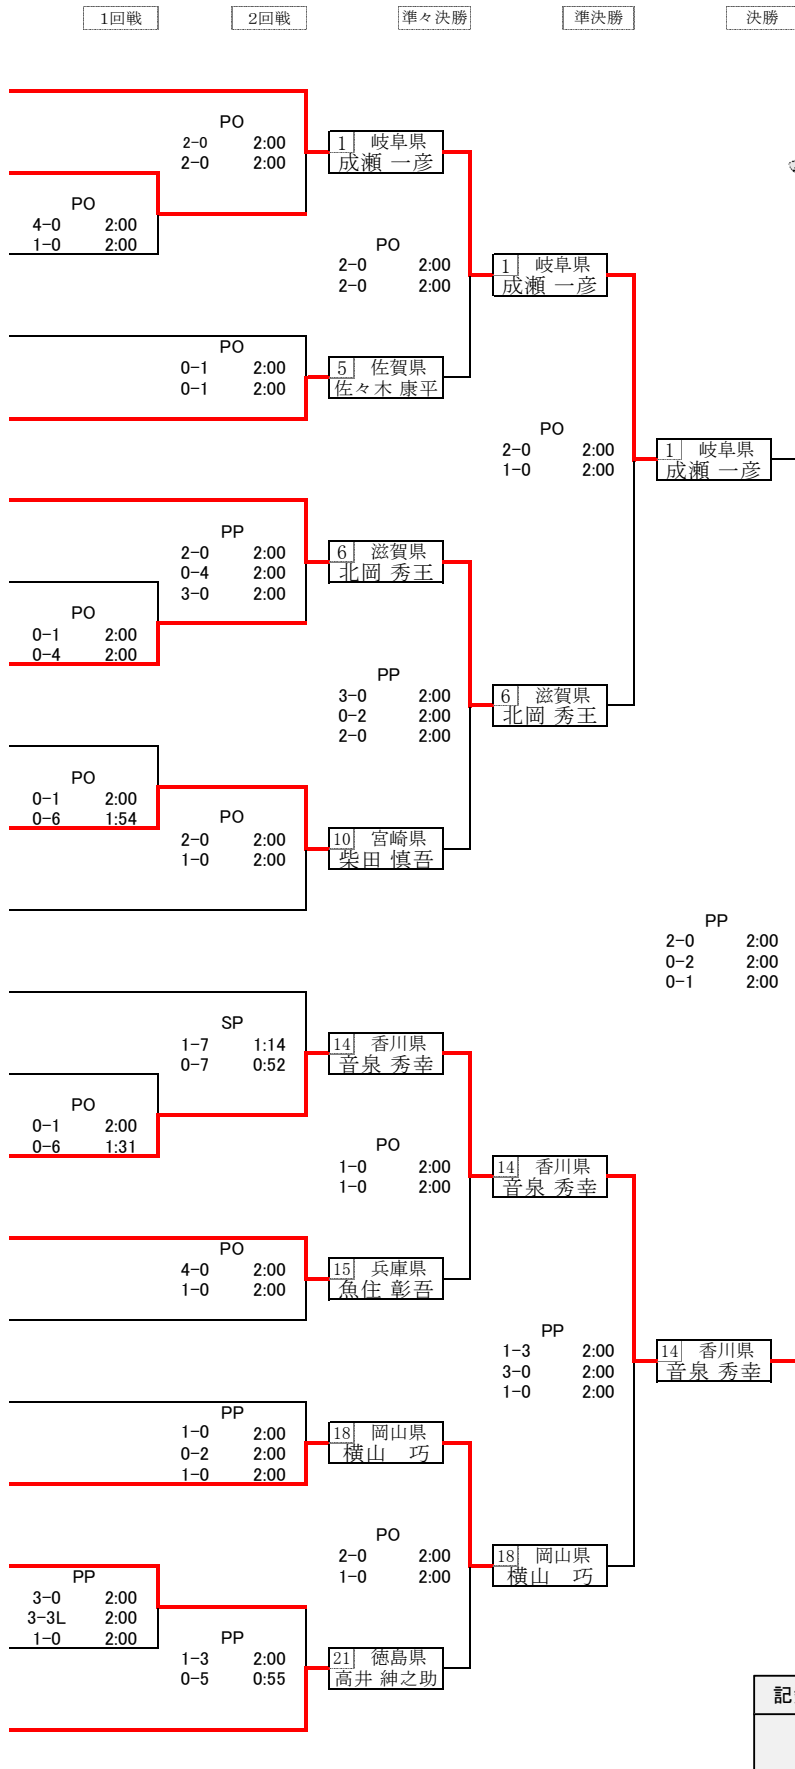 1回戦 2回戦 準々決勝 準決勝 決勝
PO
2-0 2:00
2-0 2:00
1 岐阜県
成瀬 一彦
PO
4-0 2:00
1-0 2:00
PO
2-0 2:00
2-0 2:00
1 岐阜県
成瀬 一彦
PO
0-1 2:00
0-1 2:00
5 佐賀県
佐々木 康平
PO
2-0 2:00
1-0 2:00
1 岐阜県
成瀬 一彦
PP
2-0 2:00
0-4 2:00
3-0 2:00
6 滋賀県
北岡 秀王
PO
0-1 2:00
0-4 2:00
PP
3-0 2:00
0-2 2:00
2-0 2:00
6 滋賀県
北岡 秀王
PO
0-1 2:00
0-6 1:54
PO
2-0 2:00
1-0 2:00
10 宮崎県
柴田 慎吾
PP
2-0 2:00
0-2 2:00
0-1 2:00
SP
1-7 1:14
0-7 0:52
14 香川県
音泉 秀幸
PO
0-1 2:00
0-6 1:31
PO
1-0 2:00
1-0 2:00
14 香川県
音泉 秀幸
PO
4-0 2:00
1-0 2:00
15 兵庫県
魚住 彰吾
PP
1-3 2:00
3-0 2:00
1-0 2:00
14 香川県
音泉 秀幸
PP
1-0 2:00
0-2 2:00
1-0 2:00
18 岡山県
横山 巧
PO
2-0 2:00
1-0 2:00
18 岡山県
横山 巧
PP
3-0 2:00
3-3L 2:00
1-0 2:00
PP
1-3 2:00
0-5 0:55
21 徳島県
高井 紳之助
記